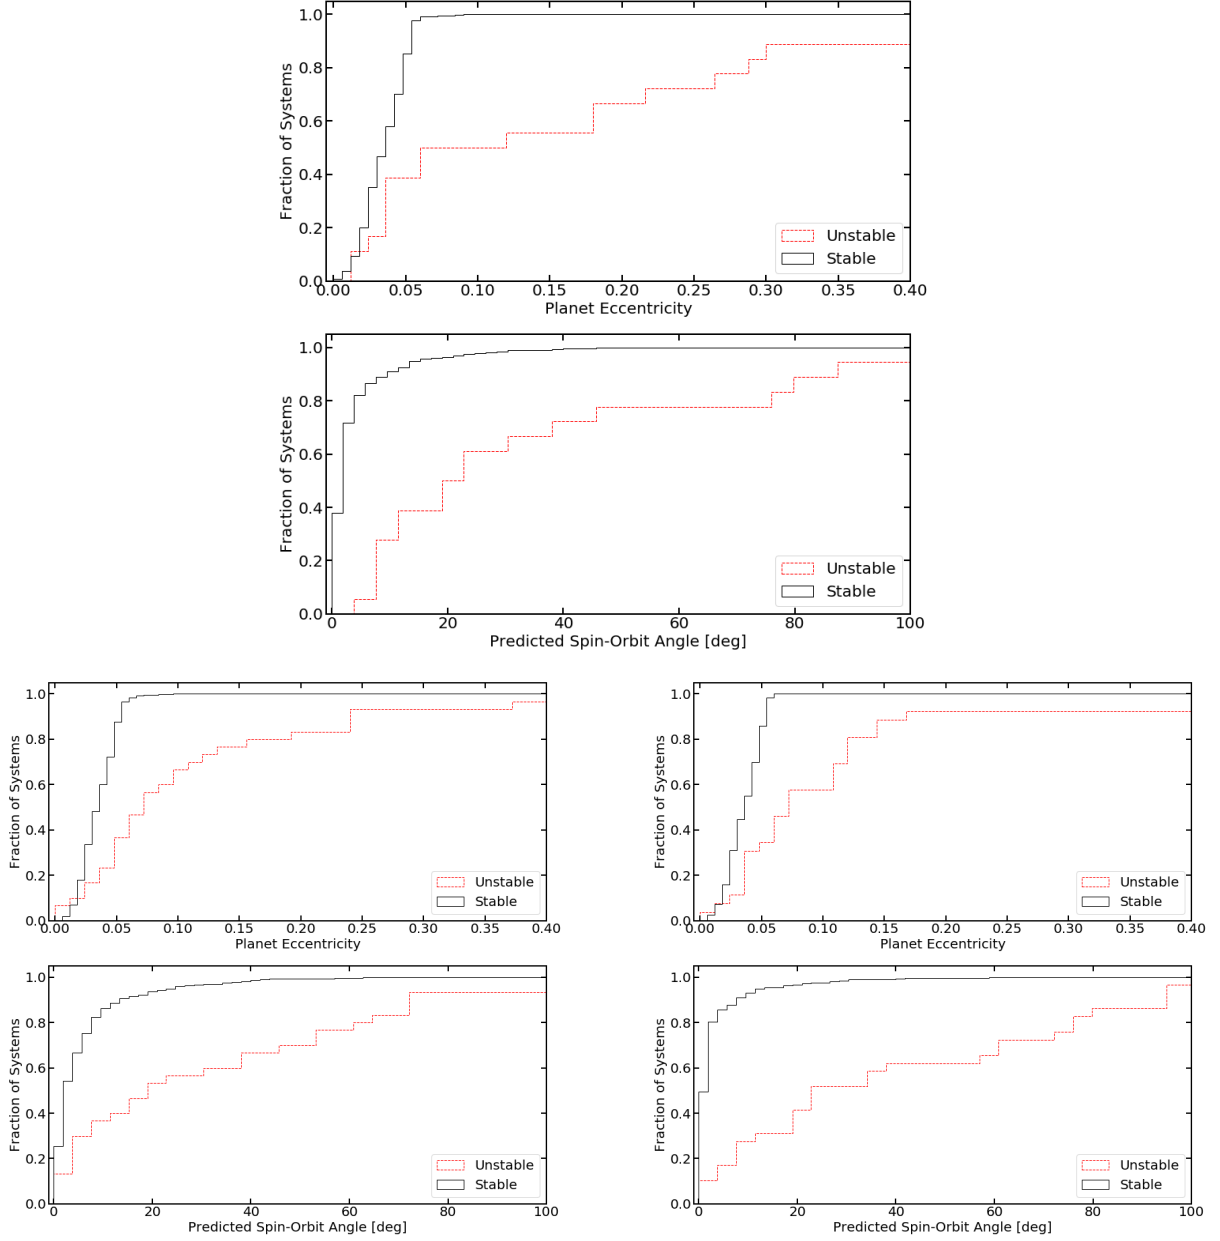 1.0
0.8
0.6
0.4
0.2
0.0
Fraction of Systems
Unstable
Stable
0.00 0.05 0.10 0.15 0.20 0.25 0.30 0.35 0.40
Planet Eccentricity
1.0
0.8
0.6
0.4
0.2
0.0
Fraction of Systems
Unstable
Stable
0 20 40 60 80 100
Predicted Spin-Orbit Angle [deg]
1.0
0.8
0.6
0.4
0.2
0.0
Fraction of Systems
Unstable
Stable
0.00 0.05 0.10 0.15 0.20 0.25 0.30 0.35 0.40
Planet Eccentricity
1.0
0.8
0.6
0.4
0.2
0.0
Fraction of Systems
Unstable
Stable
0.00 0.05 0.10 0.15 0.20 0.25 0.30 0.35 0.40
Planet Eccentricity
1.0
0.8
0.6
0.4
0.2
0.0
Fraction of Systems
Unstable
Stable
0 20 40 60 80 100
Predicted Spin-Orbit Angle [deg]
1.0
0.8
0.6
0.4
0.2
0.0
Fraction of Systems
Unstable
Stable
0 20 40 60 80 100
Predicted Spin-Orbit Angle [deg]